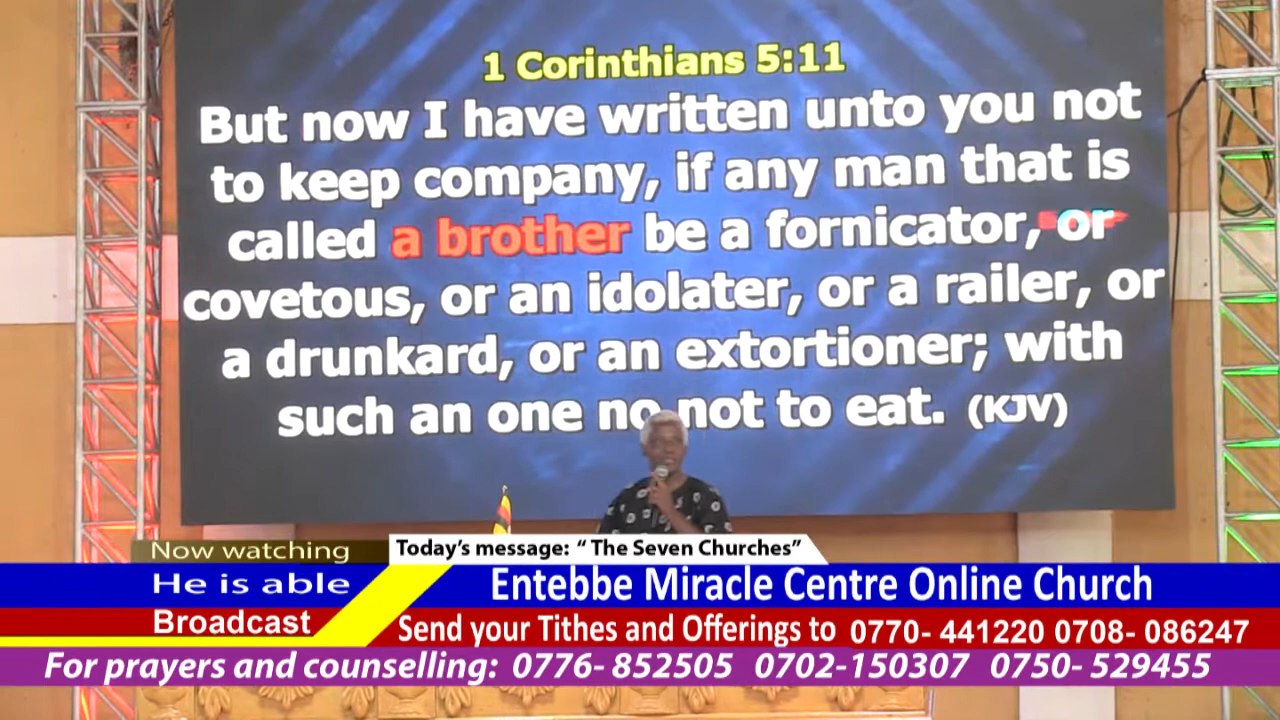 1 Corinthians 5:11
But now I have written unto you not
to keep company, if any man that is
called a brother be a fornicator, or
covetous, or an idolater, or a railer, or
a drunkard, or an extortioner; with
such an one no not to eat. (KJV)
Now watching
He is able
Broadcast
Today's message: “ The Seven Churches”
Entebbe Miracle Centre Online Church
Send your Tithes and Offerings to 0770- 441220 0708- 086247
For prayers and counselling: 0776- 852505 0702-150307 0750- 529455